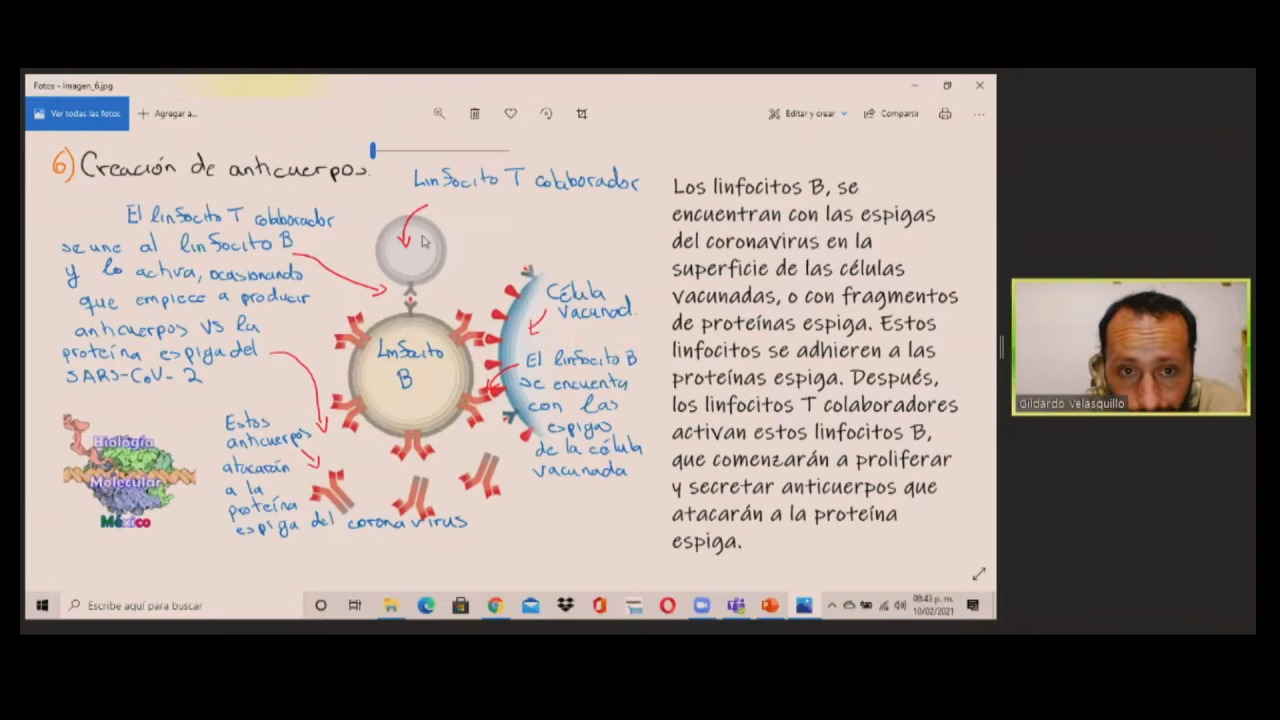 Fotos - Imagen_6.jpg
Ver todas las fotos
Agregar a...
Editar y crear
Compartir
6) Creación de anticuerpos.
Linfocito T colaborador
El linfocito T colaborador
se une al linfocito B
y lo activa, ocasionando
que empiece a producir
anticuerpos vs la
proteína espiga del
SARS-CoV-2
Linfocito
B
Célula
vacunad.
El linfocito B
se encuentra
con las
espigas
de la célula
vacunada
Estos
anticuerpos
atacarán
a la
proteína
espiga del coronavirus
Biología
Molecular
México
Los linfocitos B, se
encuentran con las espigas
del coronavirus en la
superficie de las células
vacunadas, o con fragmentos
de proteínas espiga. Estos
linfocitos se adhieren a las
proteínas espiga. Después,
los linfocitos T colaboradores
activan estos linfocitos B,
que comenzarán a proliferar
y secretar anticuerpos que
atacarán a la proteína
espiga.
Gildardo Velasquillo
Escribe aquí para buscar
08:43 p. m.
10/02/2021